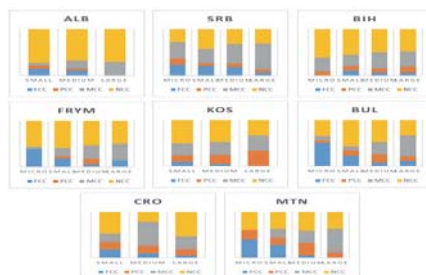 ALB
SMALL MEDIUM LARGE
FCC PCC MCC NCC
SRB
MICRO SMALL MEDIUM LARGE
FCC PCC MCC NCC
BIH
MICRO SMALL MEDIUM LARGE
FCC PCC MCC NCC
FRYM
MICRO SMALL MEDIUM LARGE
FCC PCC MCC NCC
KOS
MICRO MEDIUM LARGE
FCC PCC MCC NCC
BUL
MICRO SMALL MEDIUM LARGE
FCC PCC MCC NCC
CRO
SMALL MEDIUM LARGE
FCC PCC MCC NCC
MTN
MICRO SMALL MEDIUM LARGE
FCC PCC MCC NCC